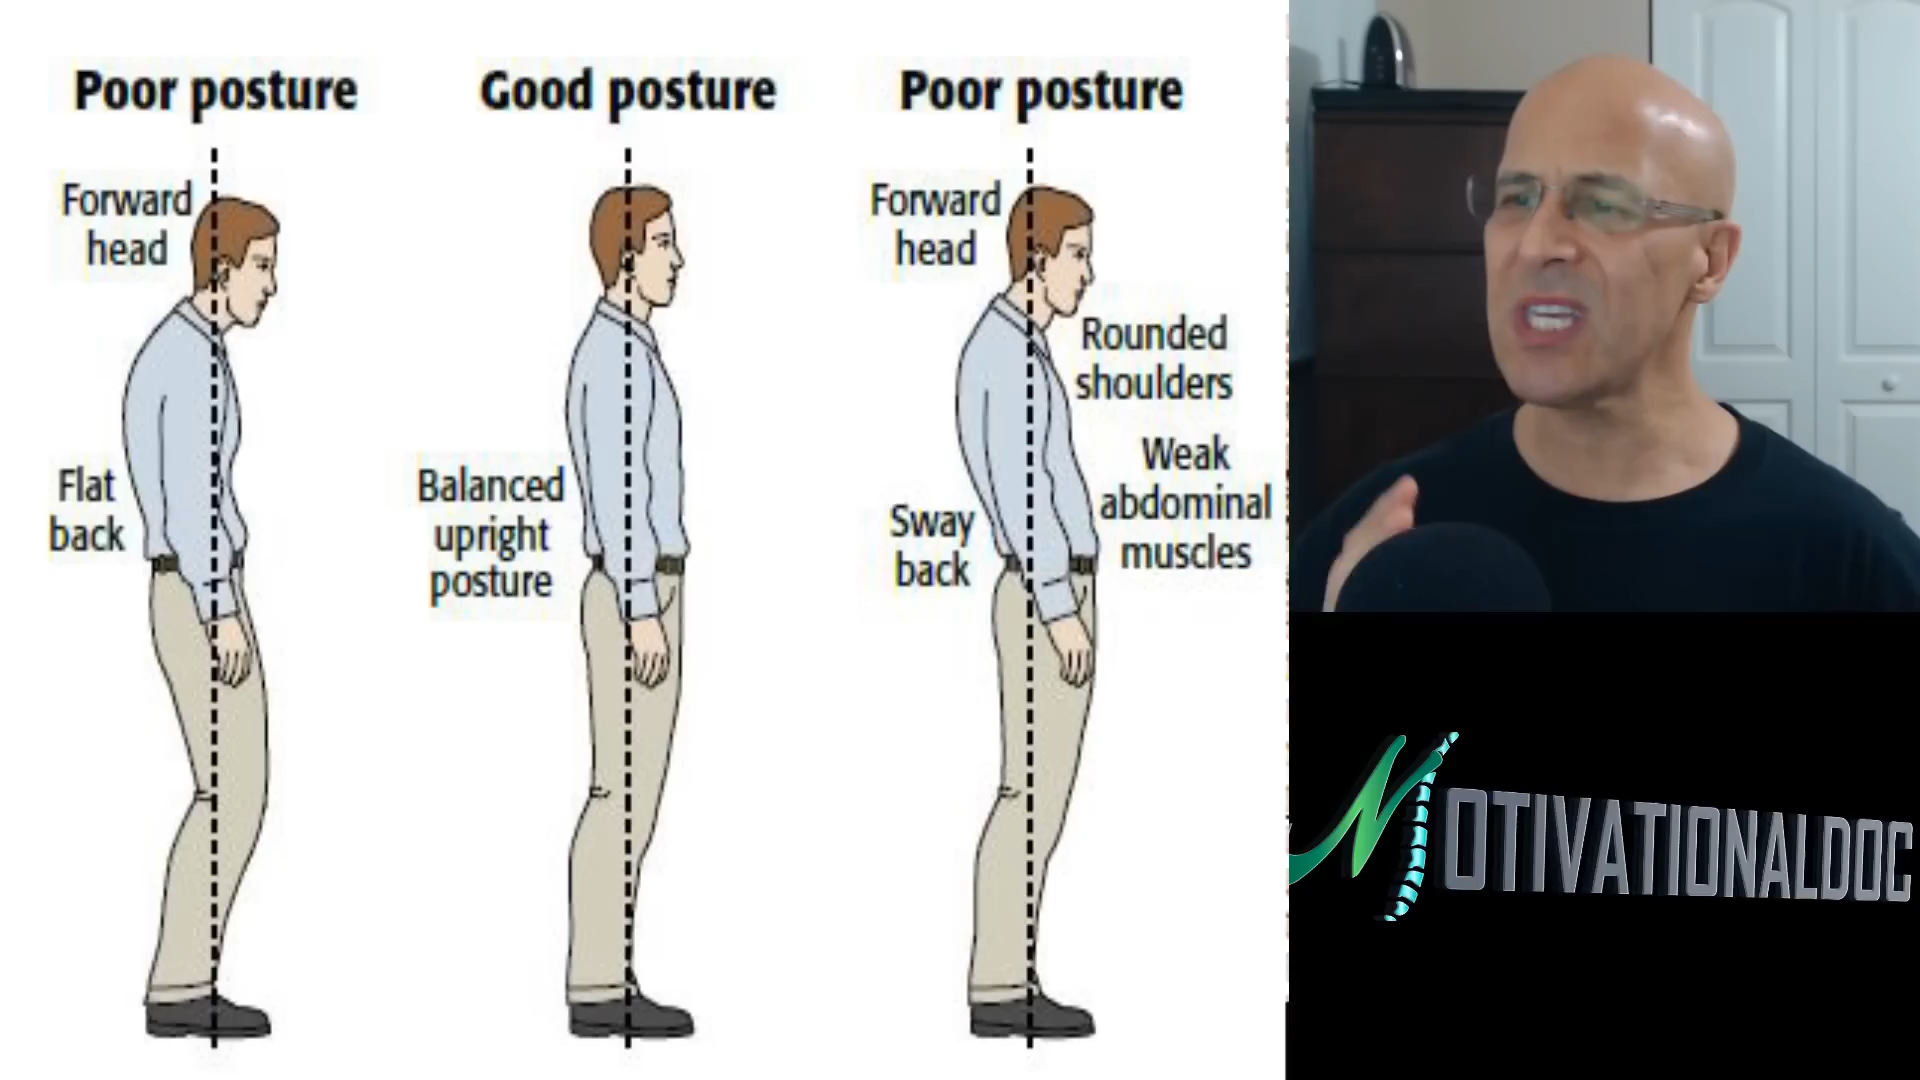 Poor posture
Forward
head
Flat
back
Good posture
Balanced
upright
posture
Poor posture
Forward
head
Rounded
shoulders
Weak
abdominal
muscles
Sway
back
MOTIVATIONALDOC